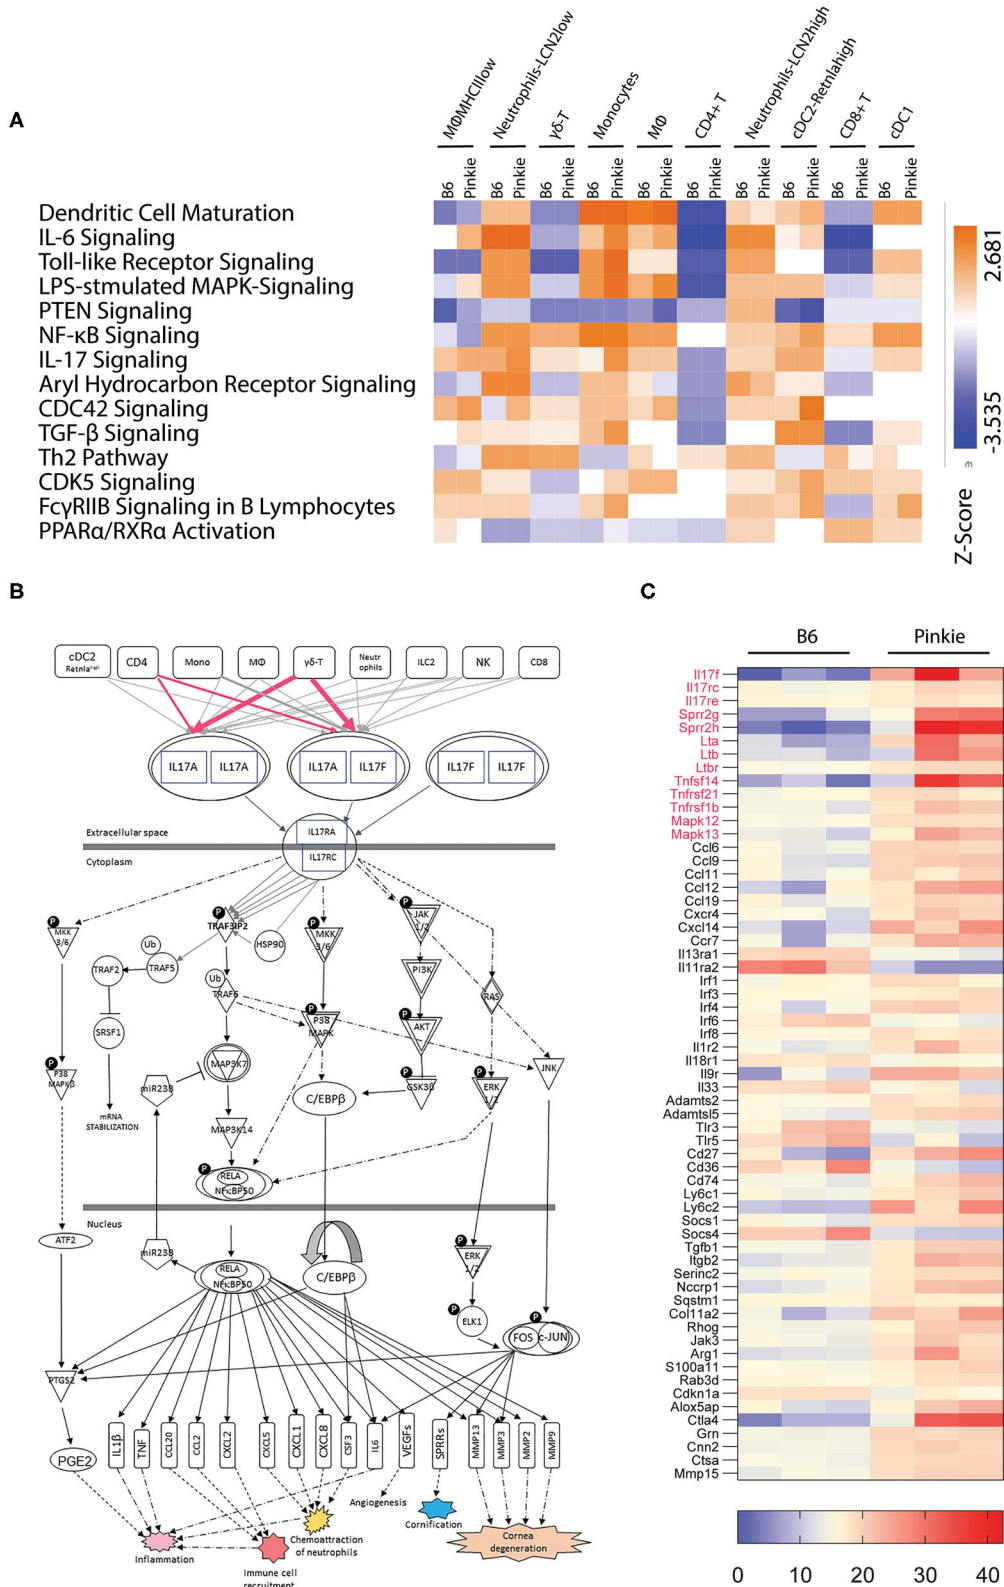 A
MΦMHCIIlow
Neutrophils-LCN2low
γδ-T
Monocytes
MΦ
CD4+ T
Neutrophils-LCN2high
cDC2-Retnlahigh
CD8+ T
cDC1
B6 Pinkie B6 Pinkie B6 Pinkie B6 Pinkie B6 Pinkie B6 Pinkie B6 Pinkie B6 Pinkie B6 Pinkie B6 Pinkie
Dendritic Cell Maturation
IL-6 Signaling
Toll-like Receptor Signaling
LPS-stmulated MAPK-Signaling
PTEN Signaling
NF-κB Signaling
IL-17 Signaling
Aryl Hydrocarbon Receptor Signaling
CDC42 Signaling
TGF-β Signaling
Th2 Pathway
CDK5 Signaling
FcγRIIB Signaling in B Lymphocytes
PPARα/RXRα Activation
2.681
-3.535
Z-Score
B
cDC2
Retnlaʰⁱᵍʰ
CD4
Mono
MΦ
γδ-T
Neutr
ophils
ILC2
NK
CD8
IL17A IL17A
IL17A IL17F
IL17F IL17F
Extracellular space
IL17RA
Cytoplasm
IL17RC
P
MKK
3/6
P
TRAF3IP2
HSP90
P
MKK
3/6
P
JAK
1/2
Ub
TRAF2
TRAF5
Ub
TRAF6
PI3K
RAS
SRSF1
P
P38
MAPK
P
AKT
P
P38
MAPKβ
miR23B
MAP3K7
C/EBPβ
P
GSK3β
P
ERK
1/2
JNK
mRNA
STABILIZATION
MAP3K14
P
RELA
NFκBP50
Nucleus
ATF2
miR23B
RELA
NFκBP50
C/EBPβ
P
ERK
1/2
P
ELK1
P
FOS
c-JUN
PTGS2
PGE2
IL1β
TNF
CCL20
CCL2
CXCL2
CXCL5
CXCL1
CXCL8
CSF3
IL6
VEGFs
SPRRs
MMP13
MMP3
MMP2
MMP9
Angiogenesis
Cornification
Inflammation
Chemoattraction
of neutrophils
Immune cell
recruitment
Cornea
degeneration
C
B6 Pinkie
Il17f
Il17rc
Il17re
Sprr2g
Sprr2h
Lta
Ltb
Ltbr
Tnfsf14
Tnfrsf21
Tnfrsf1b
Mapk12
Mapk13
Ccl6
Ccl9
Ccl11
Ccl12
Ccl19
Cxcr4
Cxcl14
Ccr7
Il13ra1
Il11ra2
Irf1
Irf3
Irf4
Irf6
Irf8
Il1r2
Il18r1
Il9r
Il33
Adamts2
Adamtsl5
Tlr3
Tlr5
Cd27
Cd36
Cd74
Ly6c1
Ly6c2
Socs1
Socs4
Tgfb1
Itgb2
Serinc2
Nccrp1
Sqstm1
Col11a2
Rhog
Jak3
Arg1
S100a11
Rab3d
Cdkn1a
Alox5ap
Ctla4
Grn
Cnn2
Ctsa
Mmp15
0 10 20 30 40